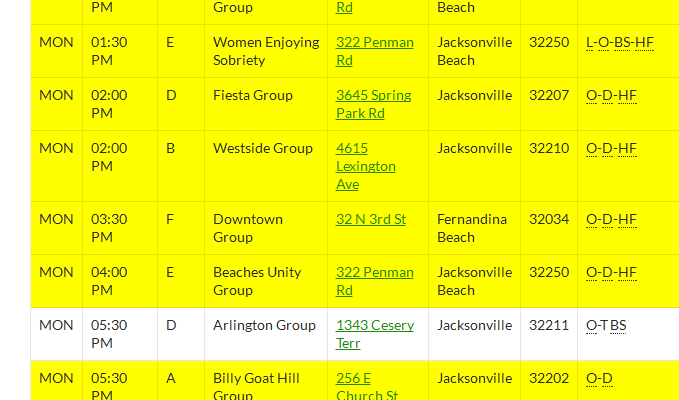 PM Group Rd Beach
MON 01:30 E Women Enjoying 322 Penman Jacksonville 32250 L-O-BS-HF
PM Sobriety Rd Beach
MON 02:00 D Fiesta Group 3645 Spring Jacksonville 32207 O-D-HF
PM Park Rd
MON 02:00 B Westside Group 4615 Jacksonville 32210 O-D-HF
PM Lexington
Ave
MON 03:30 F Downtown 32 N 3rd St Fernandina 32034 O-D-HF
PM Group Beach
MON 04:00 E Beaches Unity 322 Penman Jacksonville 32250 O-D-HF
PM Group Rd Beach
MON 05:30 D Arlington Group 1343 Cesery Jacksonville 32211 O-TBS
PM Terr
MON 05:30 A Billy Goat Hill 256 E Jacksonville 32202 O-D
PM Group Church St